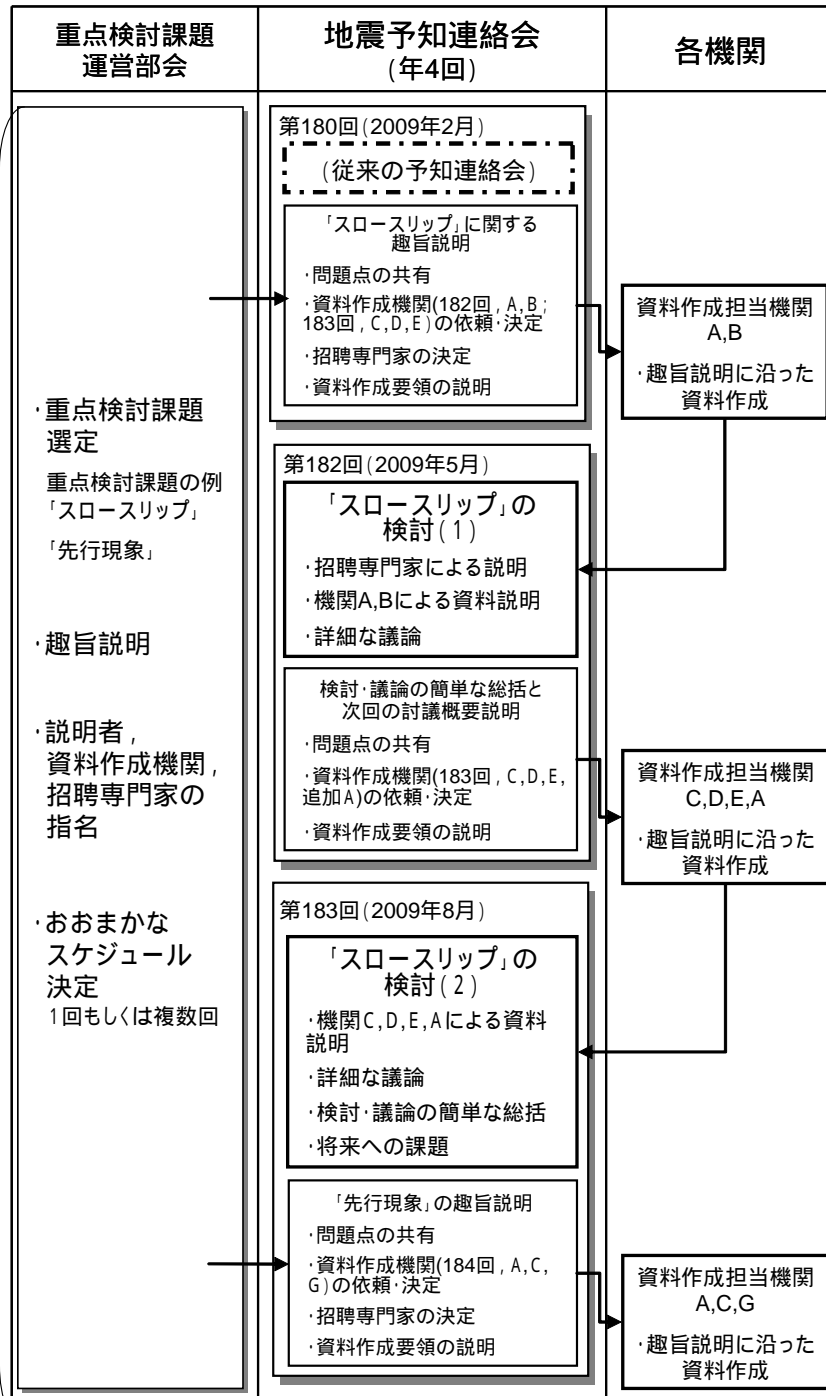 重点検討課題
運営部会
地震予知連絡会
(年4回)
各機関
・重点検討課題
選定
重点検討課題の例
「スロースリップ」
「先行現象」
・趣旨説明
・説明者,
資料作成機関,
招聘専門家の
指名
・おおまかな
スケジュール
決定
1回もしくは複数回
第180回(2009年2月)
(従来の予知連絡会)
「スロースリップ」に関する
趣旨説明
・問題点の共有
・資料作成機関(182回, A,B;
183回, C,D,E)の依頼・決定
・招聘専門家の決定
・資料作成要領の説明
資料作成担当機関
A,B
・趣旨説明に沿った
資料作成
第182回(2009年5月)
「スロースリップ」の
検討(1)
・招聘専門家による説明
・機関A,Bによる資料説明
・詳細な議論
検討・議論の簡単な総括と
次回の討議概要説明
・問題点の共有
・資料作成機関(183回, C,D,E,
追加A)の依頼・決定
・資料作成要領の説明
資料作成担当機関
C,D,E,A
・趣旨説明に沿った
資料作成
第183回(2009年8月)
「スロースリップ」の
検討(2)
・機関C,D,E,Aによる資料
説明
・詳細な議論
・検討・議論の簡単な総括
・将来への課題
「先行現象」の趣旨説明
・問題点の共有
・資料作成機関(184回, A,C,
G)の依頼・決定
・招聘専門家の決定
・資料作成要領の説明
資料作成担当機関
A,C,G
・趣旨説明に沿った
資料作成